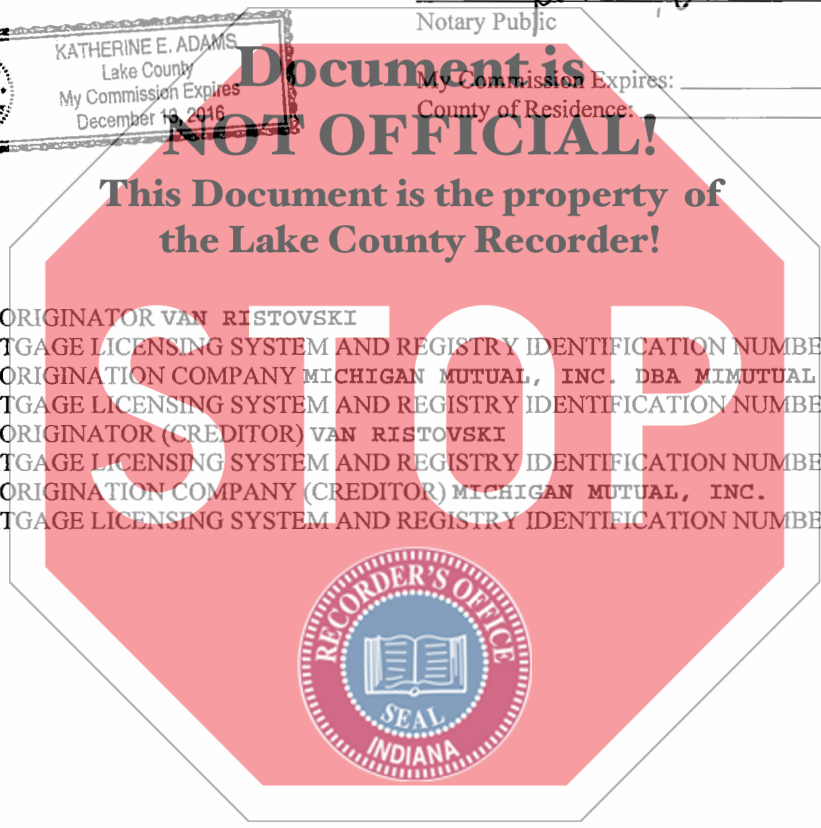 Notary Public
KATHERINE E. ADAMS
Lake County
My Commission Expires
December 13, 2016
My Commission Expires:
County of Residence:
Document is
NOT OFFICIAL!
This Document is the property of
the Lake County Recorder!
STOP
ORIGINATOR VAN RISTOVSKI
TGAGE LICENSING SYSTEM AND REGISTRY IDENTIFICATION NUMBE
ORIGINATION COMPANY MICHIGAN MUTUAL, INC. DBA MIMUTUAL
TGAGE LICENSING SYSTEM AND REGISTRY IDENTIFICATION NUMBE
ORIGINATOR (CREDITOR) VAN RISTOVSKI
TGAGE LICENSING SYSTEM AND REGISTRY IDENTIFICATION NUMBE
ORIGINATION COMPANY (CREDITOR) MICHIGAN MUTUAL, INC.
TGAGE LICENSING SYSTEM AND REGISTRY IDENTIFICATION NUMBE
RECORDER'S OFFICE
SEAL
INDIANA